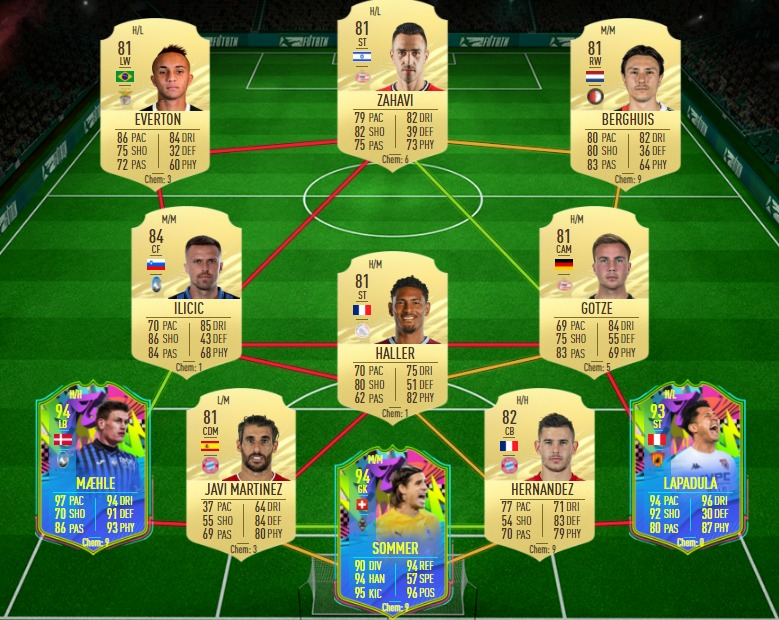 H/L
81
LW
EVERTON
86 PAC 84 DRI
75 SHO 32 DEF
72 PAS 60 PHY
Chem: 3
H/L
81
ST
ZAHAVI
79 PAC 82 DRI
82 SHO 39 DEF
75 PAS 73 PHY
Chem: 6
M/M
81
RW
BERGHUIS
80 PAC 82 DRI
80 SHO 36 DEF
83 PAS 64 PHY
Chem: 9
M/M
84
CF
ILICIC
70 PAC 85 DRI
86 SHO 43 DEF
84 PAS 68 PHY
Chem: 1
H/M
81
ST
HALLER
70 PAC 75 DRI
80 SHO 51 DEF
62 PAS 82 PHY
Chem: 1
H/M
81
CAM
GOTZE
69 PAC 84 DRI
75 SHO 55 DEF
83 PAS 69 PHY
Chem: 5
H/H
94
LB
MÆHLE
97 PAC 94 DRI
70 SHO 91 DEF
86 PAS 93 PHY
Chem: 9
L/M
81
CDM
JAVI MARTINEZ
37 PAC 64 DRI
55 SHO 84 DEF
69 PAS 80 PHY
Chem: 3
M/M
94
GK
SOMMER
90 DIV 94 REF
94 HAN 57 SPE
95 KIC 96 POS
Chem: 9
H/H
82
CB
HERNANDEZ
77 PAC 71 DRI
54 SHO 83 DEF
70 PAS 79 PHY
Chem: 9
H/L
93
ST
LAPADULA
94 PAC 96 DRI
92 SHO 30 DEF
80 PAS 87 PHY
Chem: 0